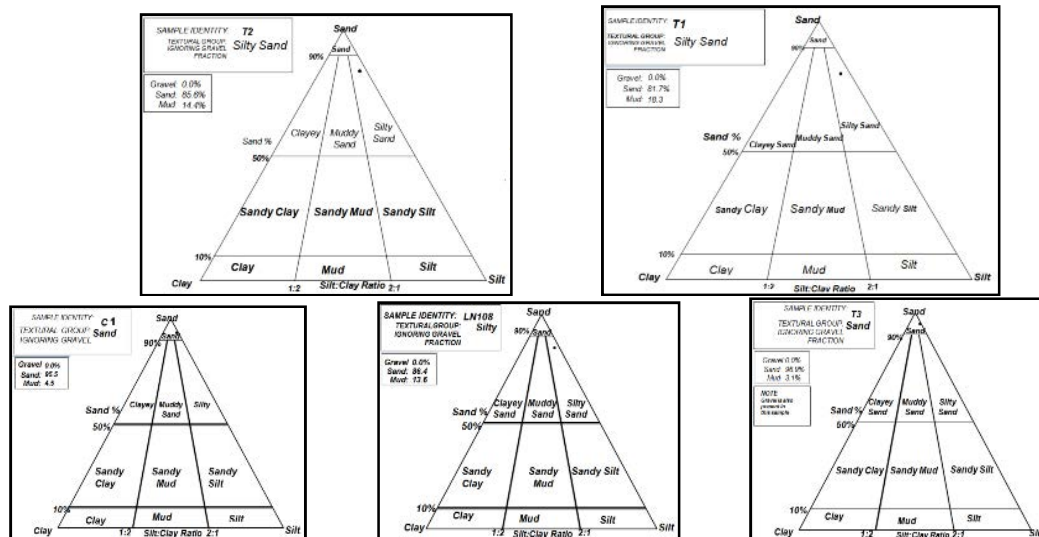 SAMPLE IDENTITY: T2
TEXTURAL GROUP: Silty Sand
IGNORING GRAVEL
FRACTION
Gravel: 0.0%
Sand: 85.6%
Mud: 14.4%
Sand
Sand
90%
Clayey
Muddy
Sand
Silty
Sand
Sand %
50%
Sandy Clay
Sandy Mud
Sandy Silt
10%
Clay
Mud
Silt
Clay
1:2
Silt:Clay Ratio
2:1
Silt
SAMPLE IDENTITY: T1
TEXTURAL GROUP:
IGNORING GRAVEL
FRACTION
Silty Sand
Gravel: 0.0%
Sand: 81.7%
Mud: 18.3
Sand
Sand
90%
Sand %
50%
Clayey Sand
Muddy Sand
Silty Sand
Sandy Clay
Sandy Mud
Sandy Silt
10%
Clay
Mud
Silt
Clay
1:2
Silt:Clay Ratio
2:1
Silt
SAMPLE IDENTITY: C1
TEXTURAL GROUP: Sand
IGNORING GRAVEL
Gravel 0.0%
Sand: 95.5
Mud: 4.5
Sand
Sand
90%
Clayey
Muddy
Sand
Silty
Sand %
50%
Sandy
Clay
Sandy
Mud
Sandy
Silt
10%
Clay
Mud
Silt
Clay
1:2
Silt:Clay Ratio
2:1
Silt
SAMPLE IDENTITY: LN108
TEXTURAL GROUP: Silty
IGNORING GRAVEL
FRACTION
Gravel: 0.0%
Sand: 86.4
Mud: 13.6
Sand
Sand
90%
Clayey
Sand
Muddy
Sand
Silty
Sand
Sand %
50%
Sandy
Clay
Sandy
Mud
Sandy Silt
10%
Clay
Mud
Silt
Clay
1:2
Silt:Clay Ratio
2:1
Silt
SAMPLE IDENTITY: T3
TEXTURAL GROUP: Sand
IGNORING GRAVEL
FRACTION
Gravel 0.0%
Sand: 96.9%
Mud: 3.1%
NOTE
Sand
Sand
90%
Clayey
Sand
Muddy
Sand
Silty
Sand
Sand %
50%
Sandy Clay
Sandy Mud
Sandy Silt
10%
Clay
Mud
Silt
Clay
1:2
Silt:Clay Ratio
2:1